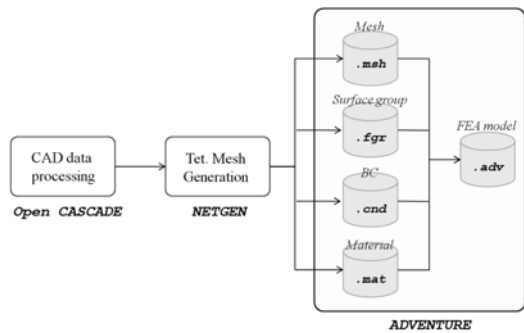 CAD data
processing
Open CASCADE
Tet. Mesh
Generation
NETGEN
Mesh
.msh
Surface group
.fgr
BC
.cnd
Material
.mat
FEA model
.adv
ADVENTURE